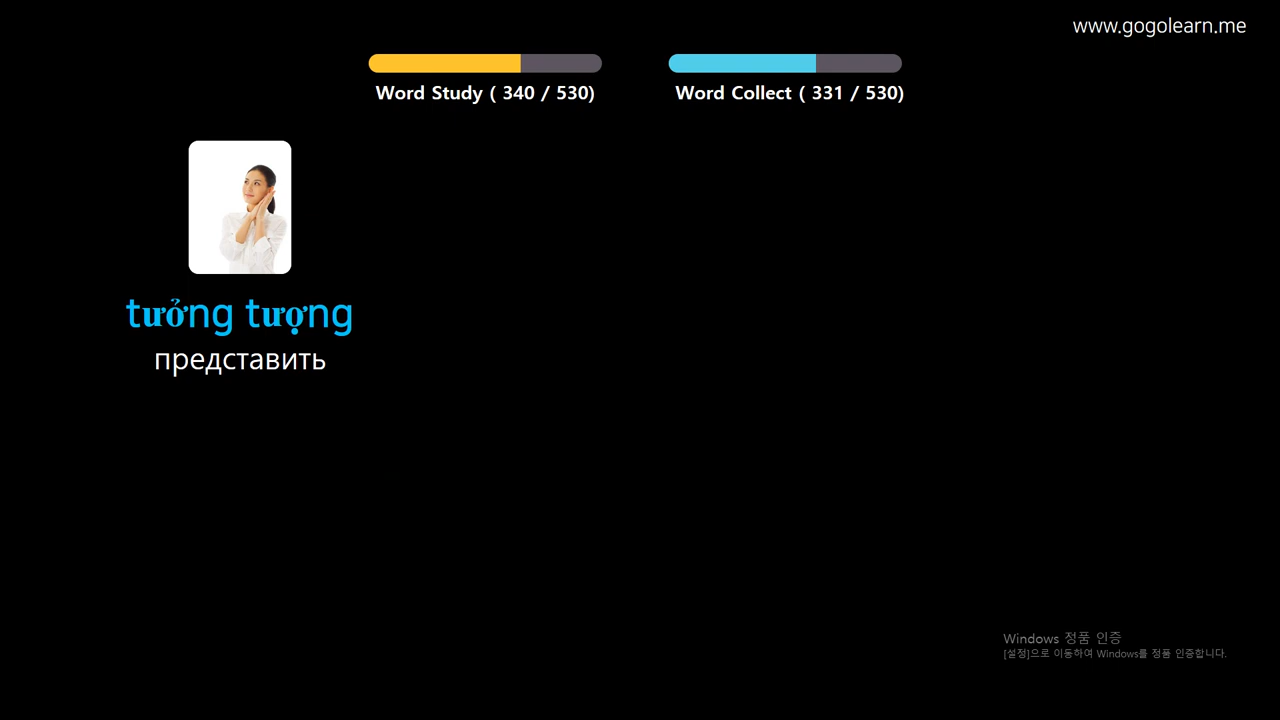 www.gogolearn.me
Word Study ( 340 / 530)
Word Collect ( 331 / 530)
tưởng tượng
представить
Windows 정품 인증
[설정]으로 이동하여 Windows를 정품 인증합니다.